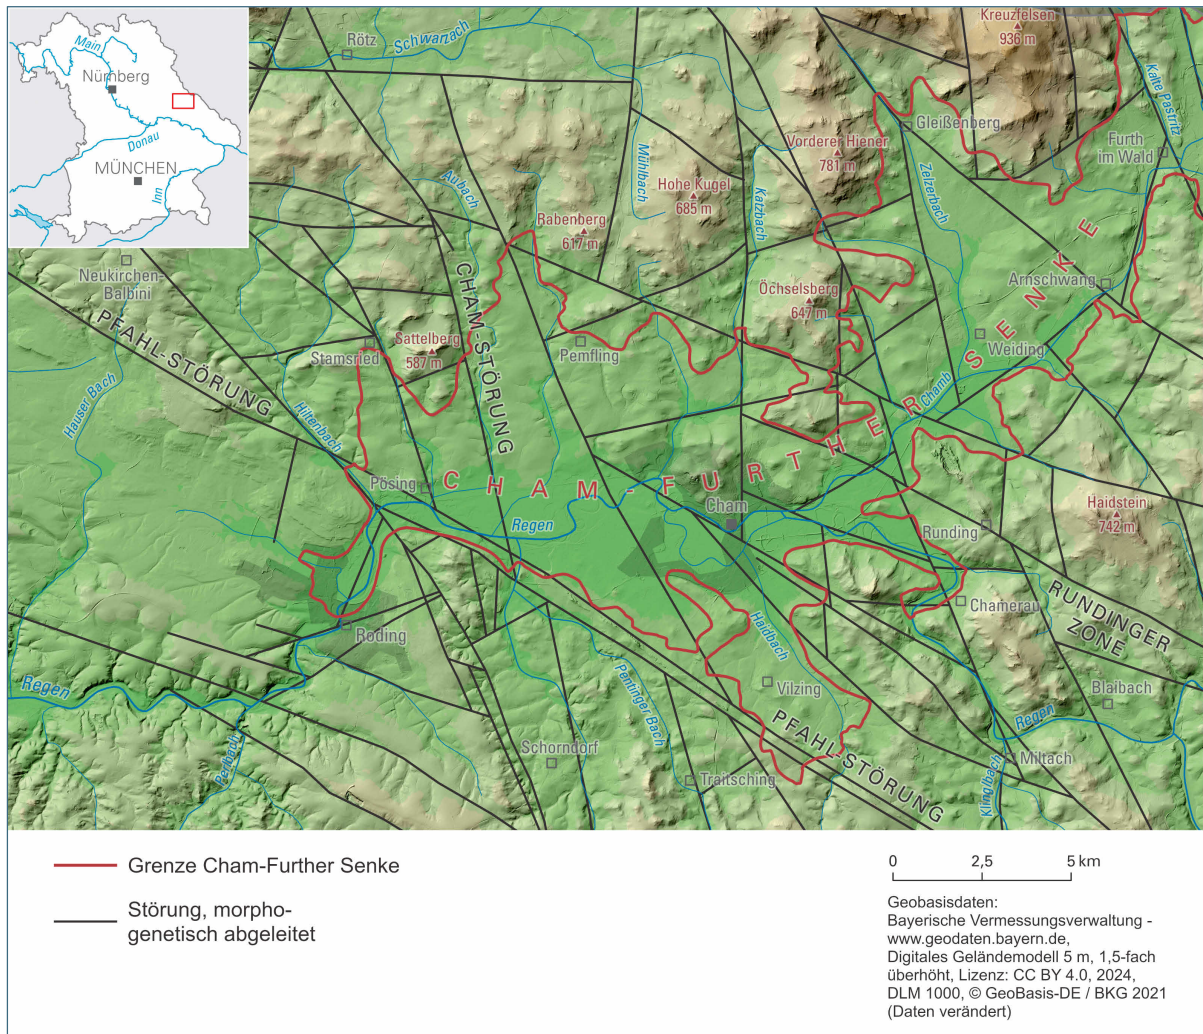 Main
Nürnberg
Donau
MÜNCHEN
Inn
Rötz
Schwarzach
Kreuzfelsen
936 m
Kalte Pastritz
Gleißenberg
Furth
im Wald
Vorderer Hiener
781 m
Mühlbach
Hohe Kugel
685 m
Katzbach
Zelzerbach
Aubach
Rabenberg
617 m
Neukirchen-
Balbini
CHAM-STÖRUNG
Öchselsberg
647 m
Arnschwang
PFAHL-STÖRUNG
Stamsried
Sattelberg
587 m
Pemfling
Weiding
Chamb
Hauser Bach
Hiltenbach
Pösing
CHAM-FURTHER SENKE
Regen
Cham
Runding
Haidstein
742 m
Roding
Haidbach
Chamerau
RUNDINGER
ZONE
Regen
Perlbach
Schorndorf
Pentinger Bach
Vilzing
Traitsching
PFAHL-STÖRUNG
Blaibach
Regen
Miltach
Klinglbach
Grenze Cham-Further Senke
Störung, morpho-
genetisch abgeleitet
0 2,5 5 km
Geobasisdaten:
Bayerische Vermessungsverwaltung -
www.geodaten.bayern.de,
Digitales Geländemodell 5 m, 1,5-fach
überhöht, Lizenz: CC BY 4.0, 2024,
DLM 1000, © GeoBasis-DE / BKG 2021
(Daten verändert)